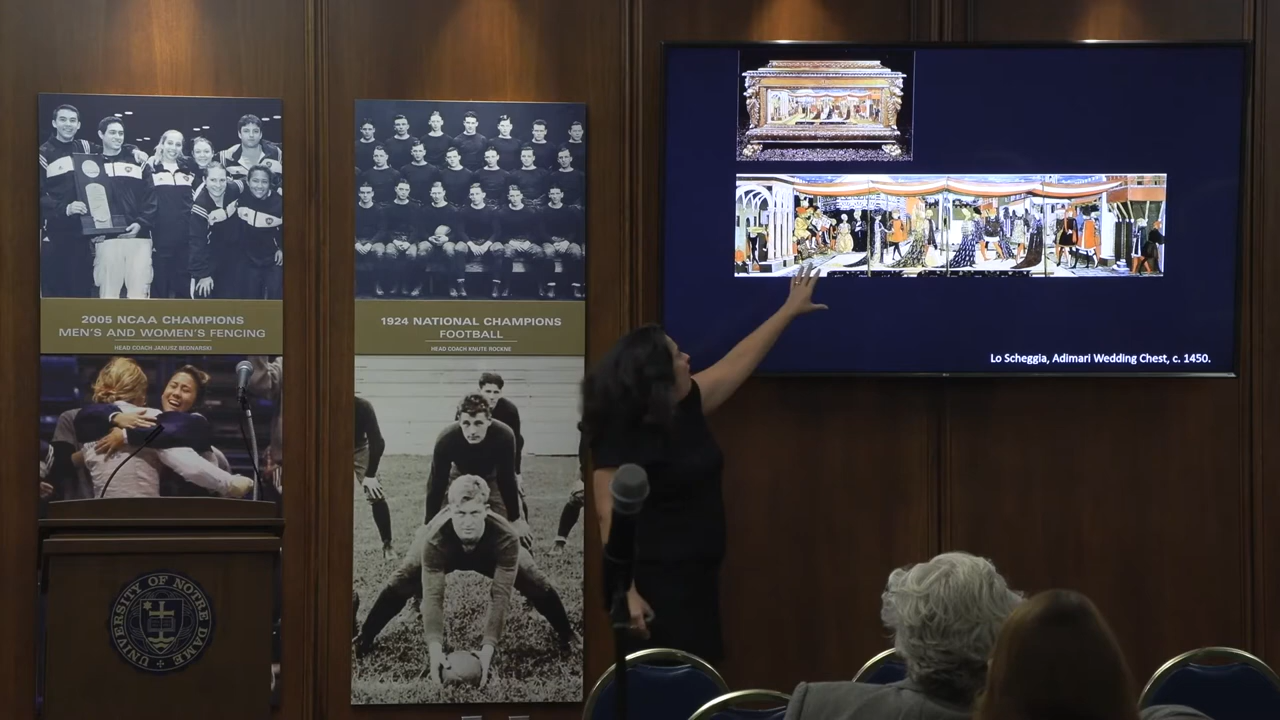 2005 NCAA CHAMPIONS
MEN'S AND WOMEN'S FENCING
HEAD COACH JANUSZ BEDNARSKI
1924 NATIONAL CHAMPIONS
FOOTBALL
HEAD COACH KNUTE ROCKNE
Lo Scheggia, Adimari Wedding Chest, c. 1450.
UNIVERSITY OF NOTRE DAME